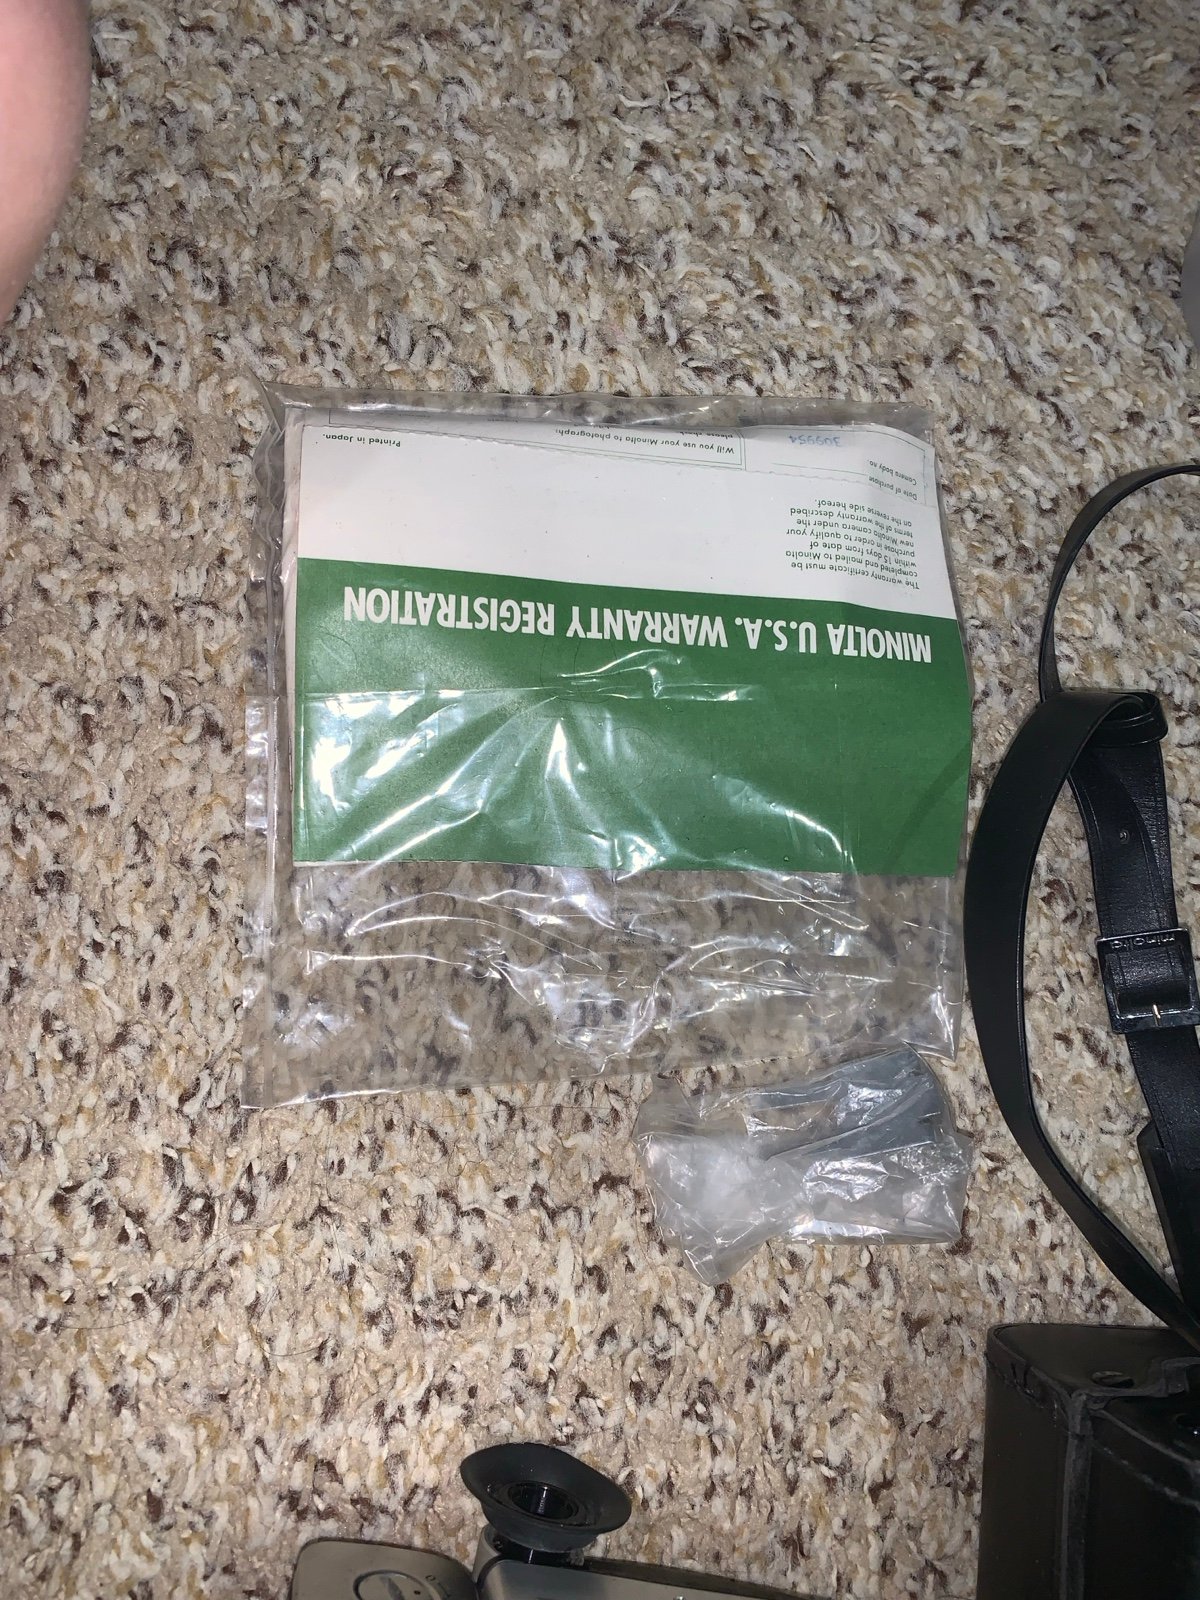 MINOLTA U.S.A. WARRANTY REGISTRATION
The warranty certificate must be
completed and mailed to Minolta
within 15 days from date of
purchase in order to qualify your
new Minolta camera under the
terms of the warranty described
on the reverse side hereof.
Date of purchase
Camera body no.
309954
Will you use your Minolta to photograph:
please check
Printed in Japan.
minolta